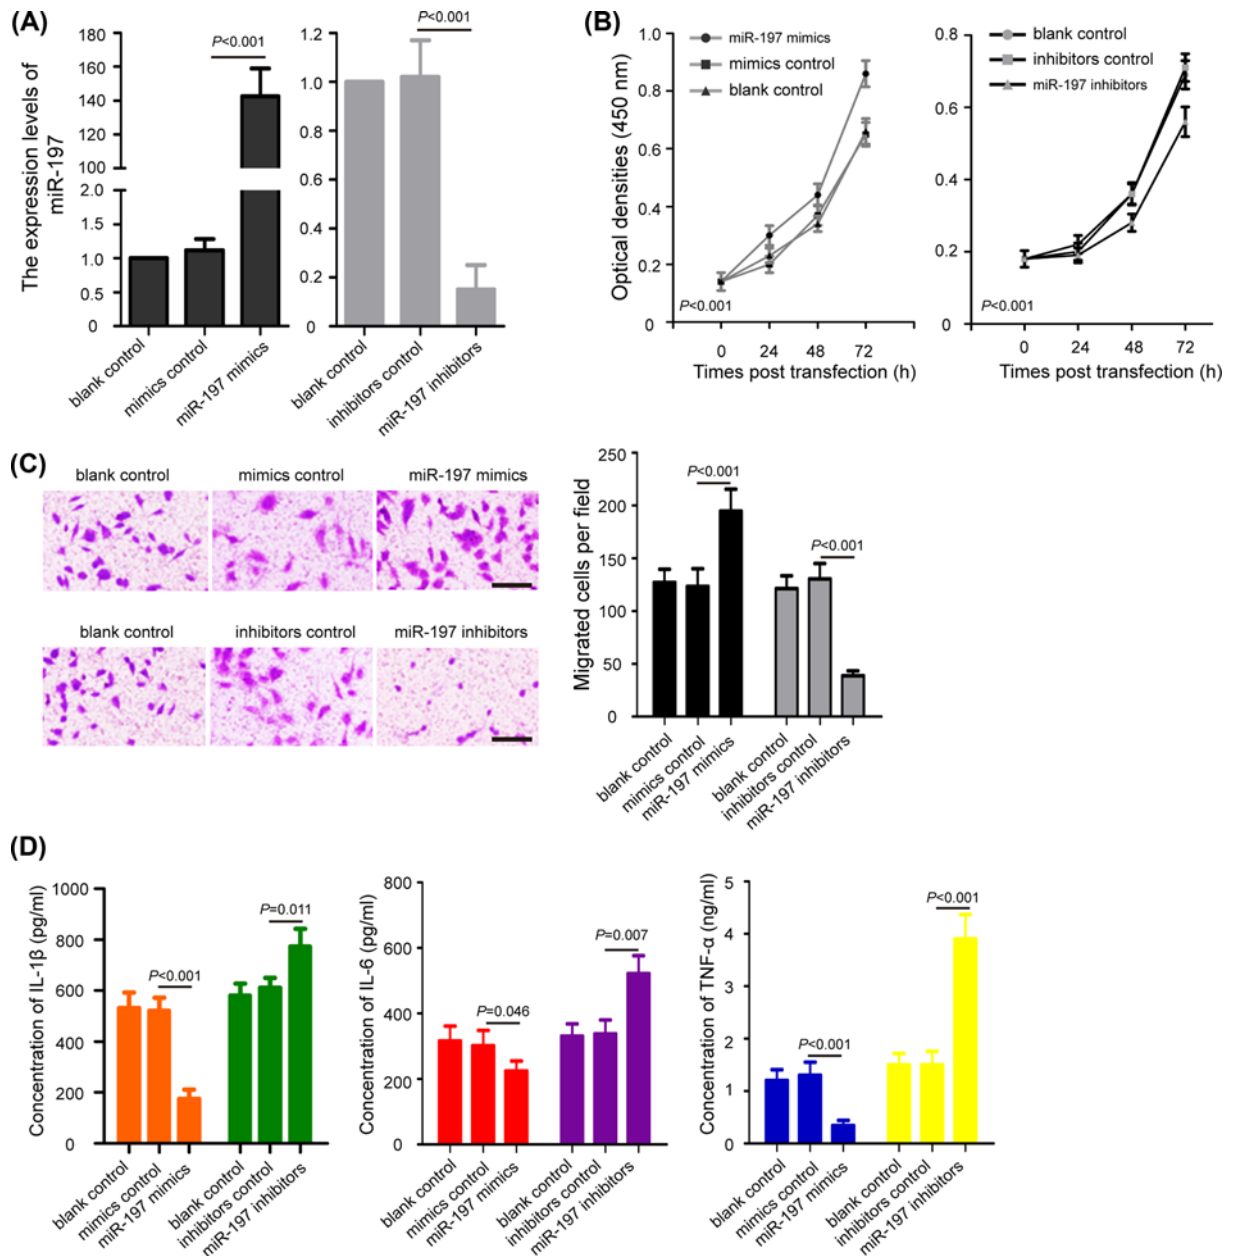 (A)
The expression levels of
miR-197
180
160
140
120
100
2.0
1.5
1.0
0.5
0
P<0.001
blank control
mimics control
miR-197 mimics
1.2
1.0
0.8
0.6
0.4
0.2
0
P<0.001
blank control
inhibitors control
miR-197 inhibitors
(B)
Optical densities (450 nm)
1.0
0.8
0.6
0.4
0.2
0
miR-197 mimics
mimics control
blank control
P<0.001
0 24 48 72
Times post transfection (h)
0.8
0.6
0.4
0.2
0
blank control
inhibitors control
miR-197 inhibitors
P<0.001
0 24 48 72
Times post transfection (h)
(C)
blank control mimics control miR-197 mimics
blank control inhibitors control miR-197 inhibitors
Migrated cells per field
250
200
150
100
50
0
P<0.001
P<0.001
blank control
mimics control
miR-197 mimics
blank control
inhibitors control
miR-197 inhibitors
(D)
Concentration of IL-1β (pg/ml)
1000
800
600
400
200
0
P<0.001
P=0.011
blank control
mimics control
miR-197 mimics
blank control
inhibitors control
miR-197 inhibitors
Concentration of IL-6 (pg/ml)
800
600
400
200
0
P=0.046
P=0.007
blank control
mimics control
miR-197 mimics
blank control
inhibitors control
miR-197 inhibitors
Concentration of TNF-α (ng/ml)
5
4
3
2
1
0
P<0.001
P<0.001
blank control
mimics control
miR-197 mimics
blank control
inhibitors control
miR-197 inhibitors